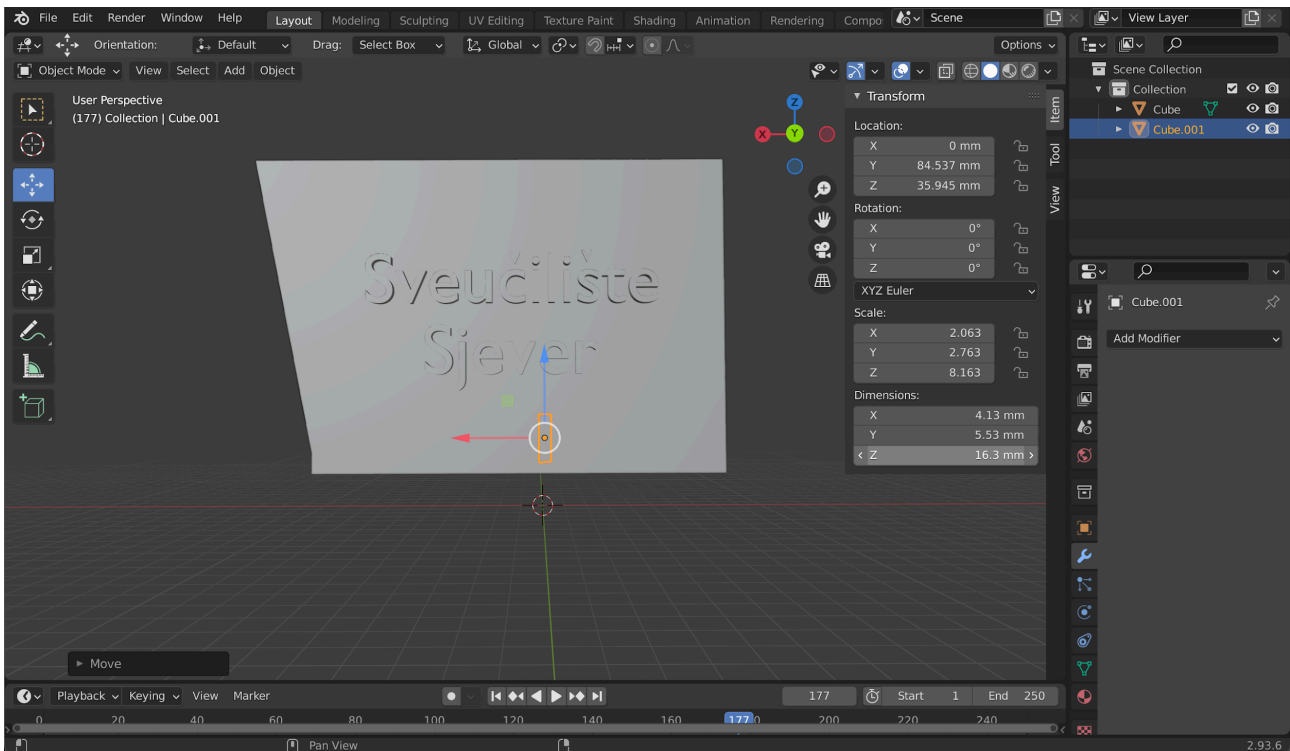 File Edit Render Window Help Layout Modeling Sculpting UV Editing Texture Paint Shading Animation Rendering Compo Scene View Layer
Orientation: Default Drag: Select Box Global Options
Object Mode View Select Add Object
User Perspective
(177) Collection | Cube.001
Z
X Y
Sveučilište
Sjever
Move
Transform
Location:
X 0 mm
Y 84.537 mm
Z 35.945 mm
Rotation:
X 0°
Y 0°
Z 0°
XYZ Euler
Scale:
X 2.063
Y 2.763
Z 8.163
Dimensions:
X 4.13 mm
Y 5.53 mm
Z 16.3 mm
Item
Tool
View
Scene Collection
Collection
Cube
Cube.001
Cube.001
Add Modifier
Playback Keying View Marker 177 Start 1 End 250
0 20 40 60 80 100 120 140 160 177 0 200 220 240
Pan View 2.93.6